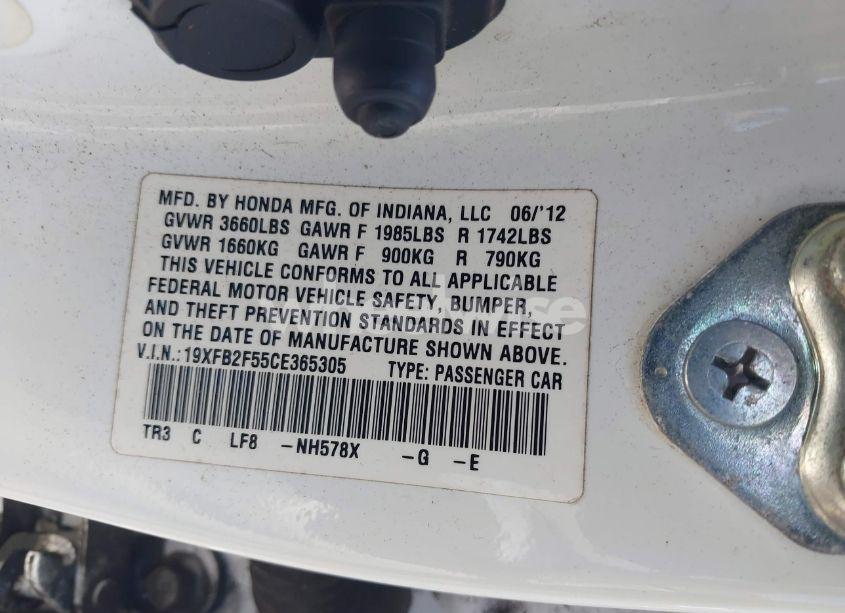 MFD. BY HONDA MFG. OF INDIANA, LLC 06/'12
GVWR 3660LBS GAWR F 1985LBS R 1742LBS
GVWR 1660KG GAWR F 900KG R 790KG
THIS VEHICLE CONFORMS TO ALL APPLICABLE
FEDERAL MOTOR VEHICLE SAFETY, BUMPER,
AND THEFT PREVENTION STANDARDS IN EFFECT
ON THE DATE OF MANUFACTURE SHOWN ABOVE.
V.I.N.:19XFB2F55CE365305 TYPE: PASSENGER CAR
TR3 C LF8 -NH578X -G -E